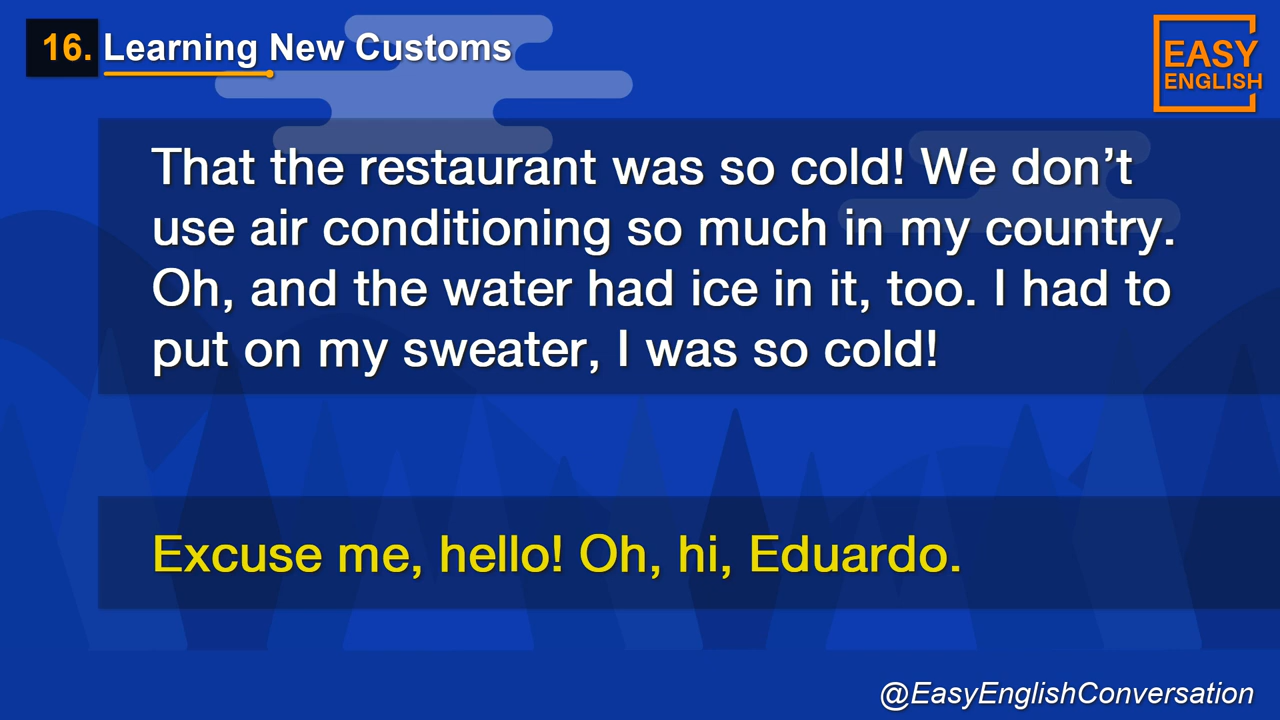 16. Learning New Customs
EASY
ENGLISH
That the restaurant was so cold! We don’t
use air conditioning so much in my country.
Oh, and the water had ice in it, too. I had to
put on my sweater, I was so cold!
Excuse me, hello! Oh, hi, Eduardo.
@EasyEnglishConversation